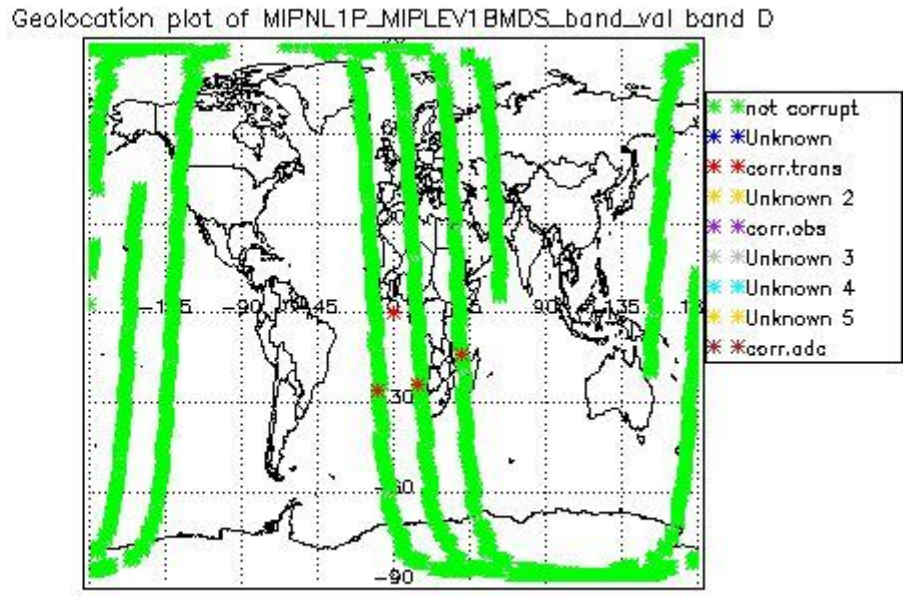 Geolocation plot of MIPNL1P_MIPLEV1BMDS_band_val band D
not corrupt
Unknown
corr.trans
Unknown 2
corr.obs
Unknown 3
Unknown 4
Unknown 5
corr.adc
-90
-45
90
135
-60
-90